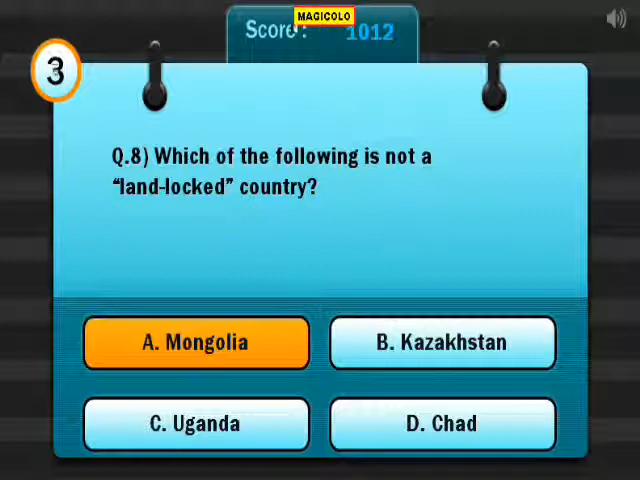 MAGICOLO
Score: 1012
3
Q.8) Which of the following is not a
“land-locked” country?
A. Mongolia
B. Kazakhstan
C. Uganda
D. Chad